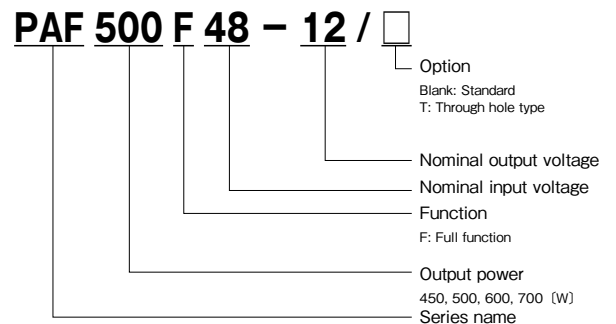 PAF 500 F 48 - 12 / □
Option
Blank: Standard
T: Through hole type
Nominal output voltage
Nominal input voltage
Function
F: Full function
Output power
450, 500, 600, 700 〔W〕
Series name